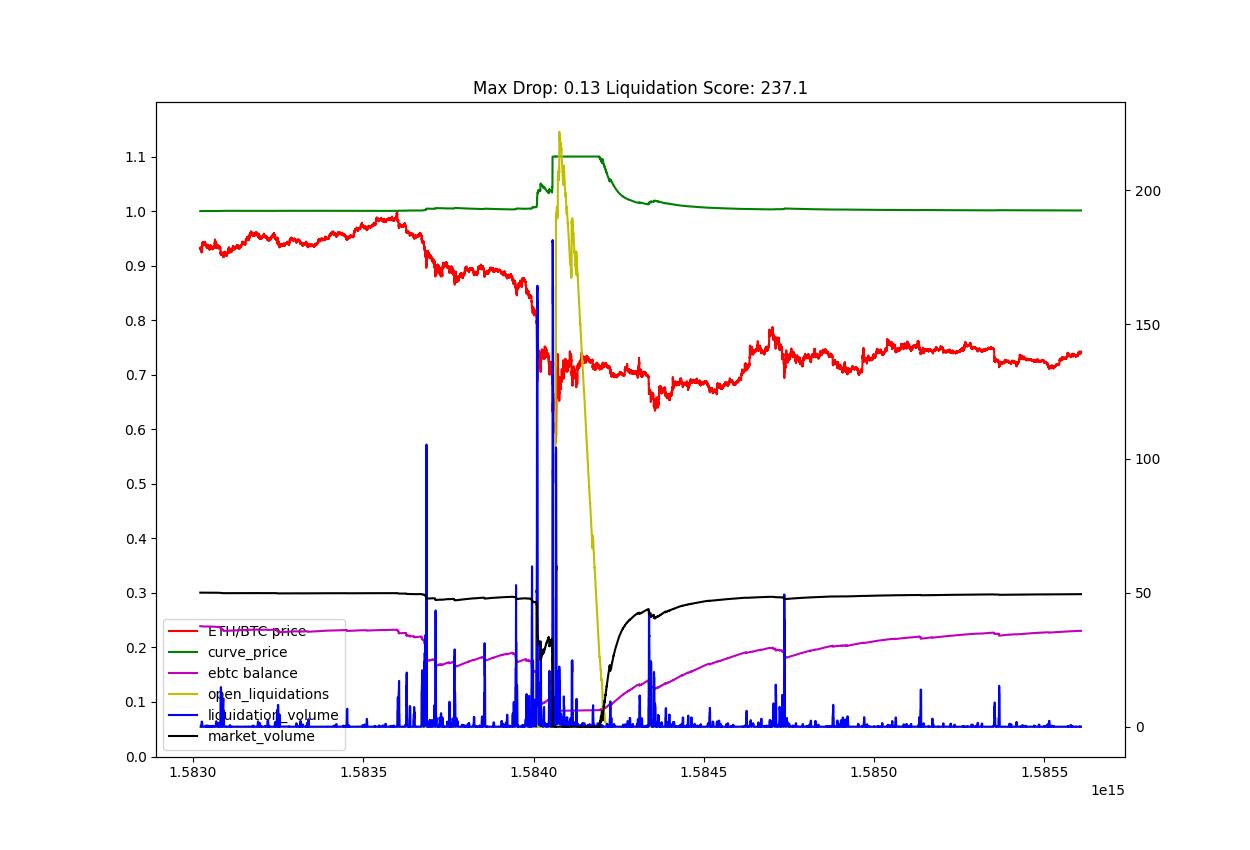 Max Drop: 0.13 Liquidation Score: 237.1
1.1
1.0
0.9
0.8
0.7
0.6
0.5
0.4
0.3
0.2
0.1
0.0
200
150
100
50
0
ETH/BTC price
curve_price
ebtc balance
open_liquidations
liquidation_volume
market_volume
1.5830 1.5835 1.5840 1.5845 1.5850 1.5855
1e15